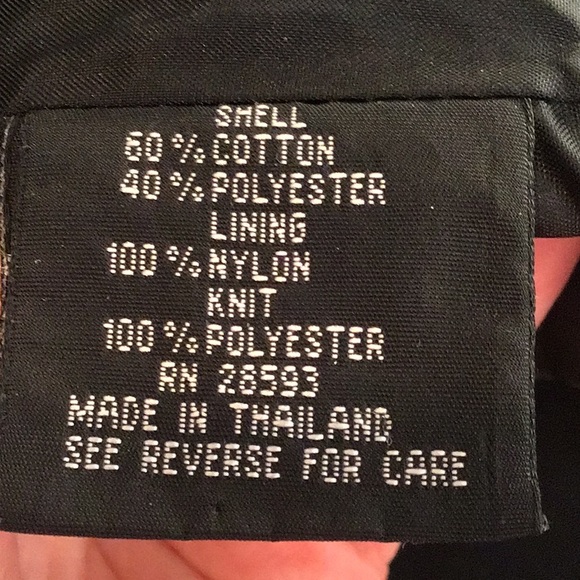 SHELL
60% COTTON
40% POLYESTER
LINING
100% NYLON
KNIT
100% POLYESTER
RN 28593
MADE IN THAILAND
SEE REVERSE FOR CARE